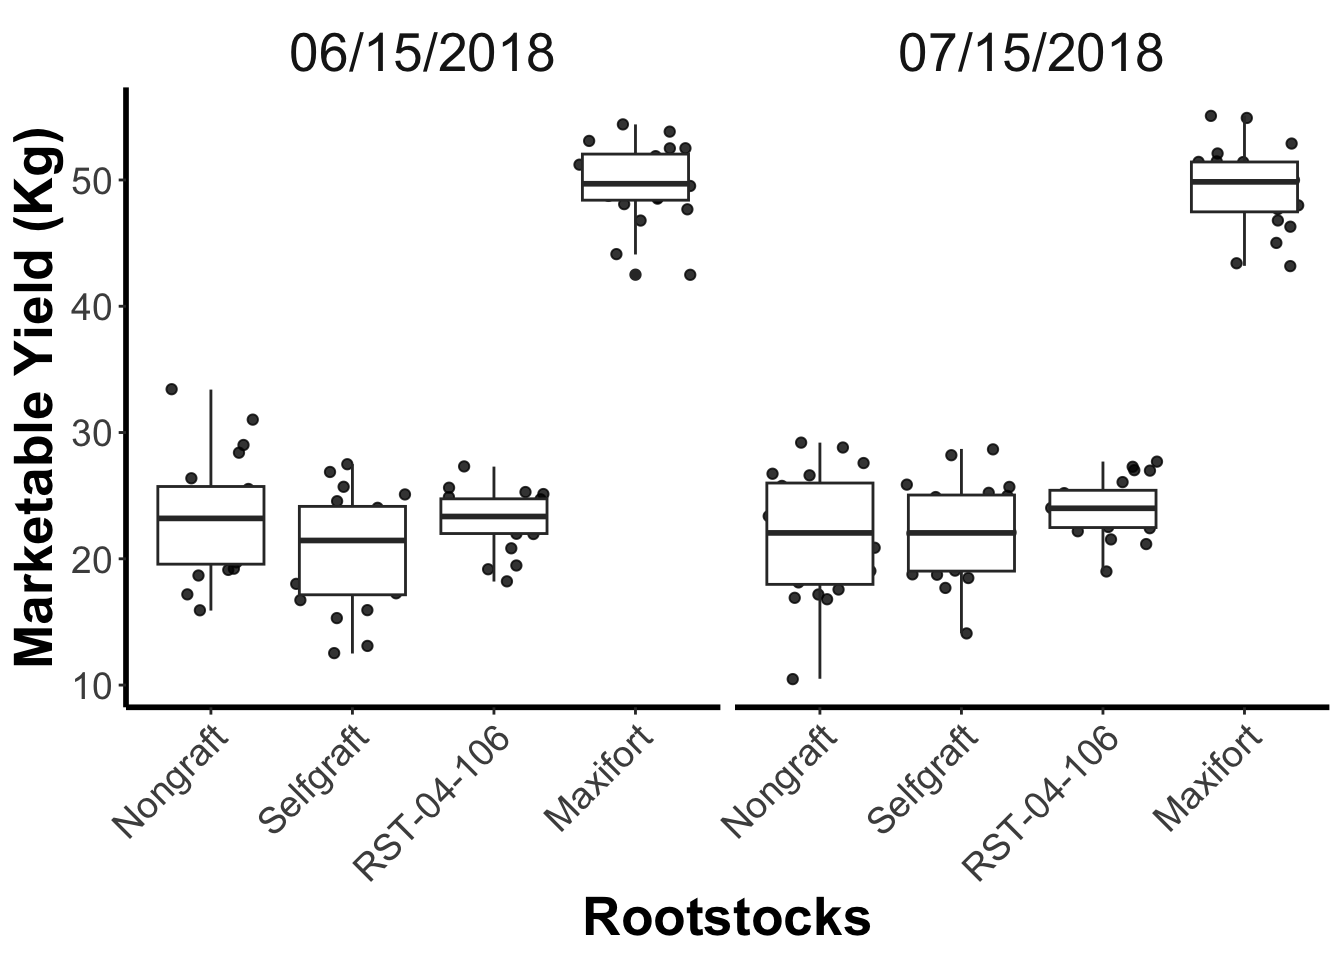 06/15/2018
07/15/2018
Marketable Yield (Kg)
50
40
30
20
10
Nongraft
Selfgraft
RST-04-106
Maxifort
Nongraft
Selfgraft
RST-04-106
Maxifort
Rootstocks